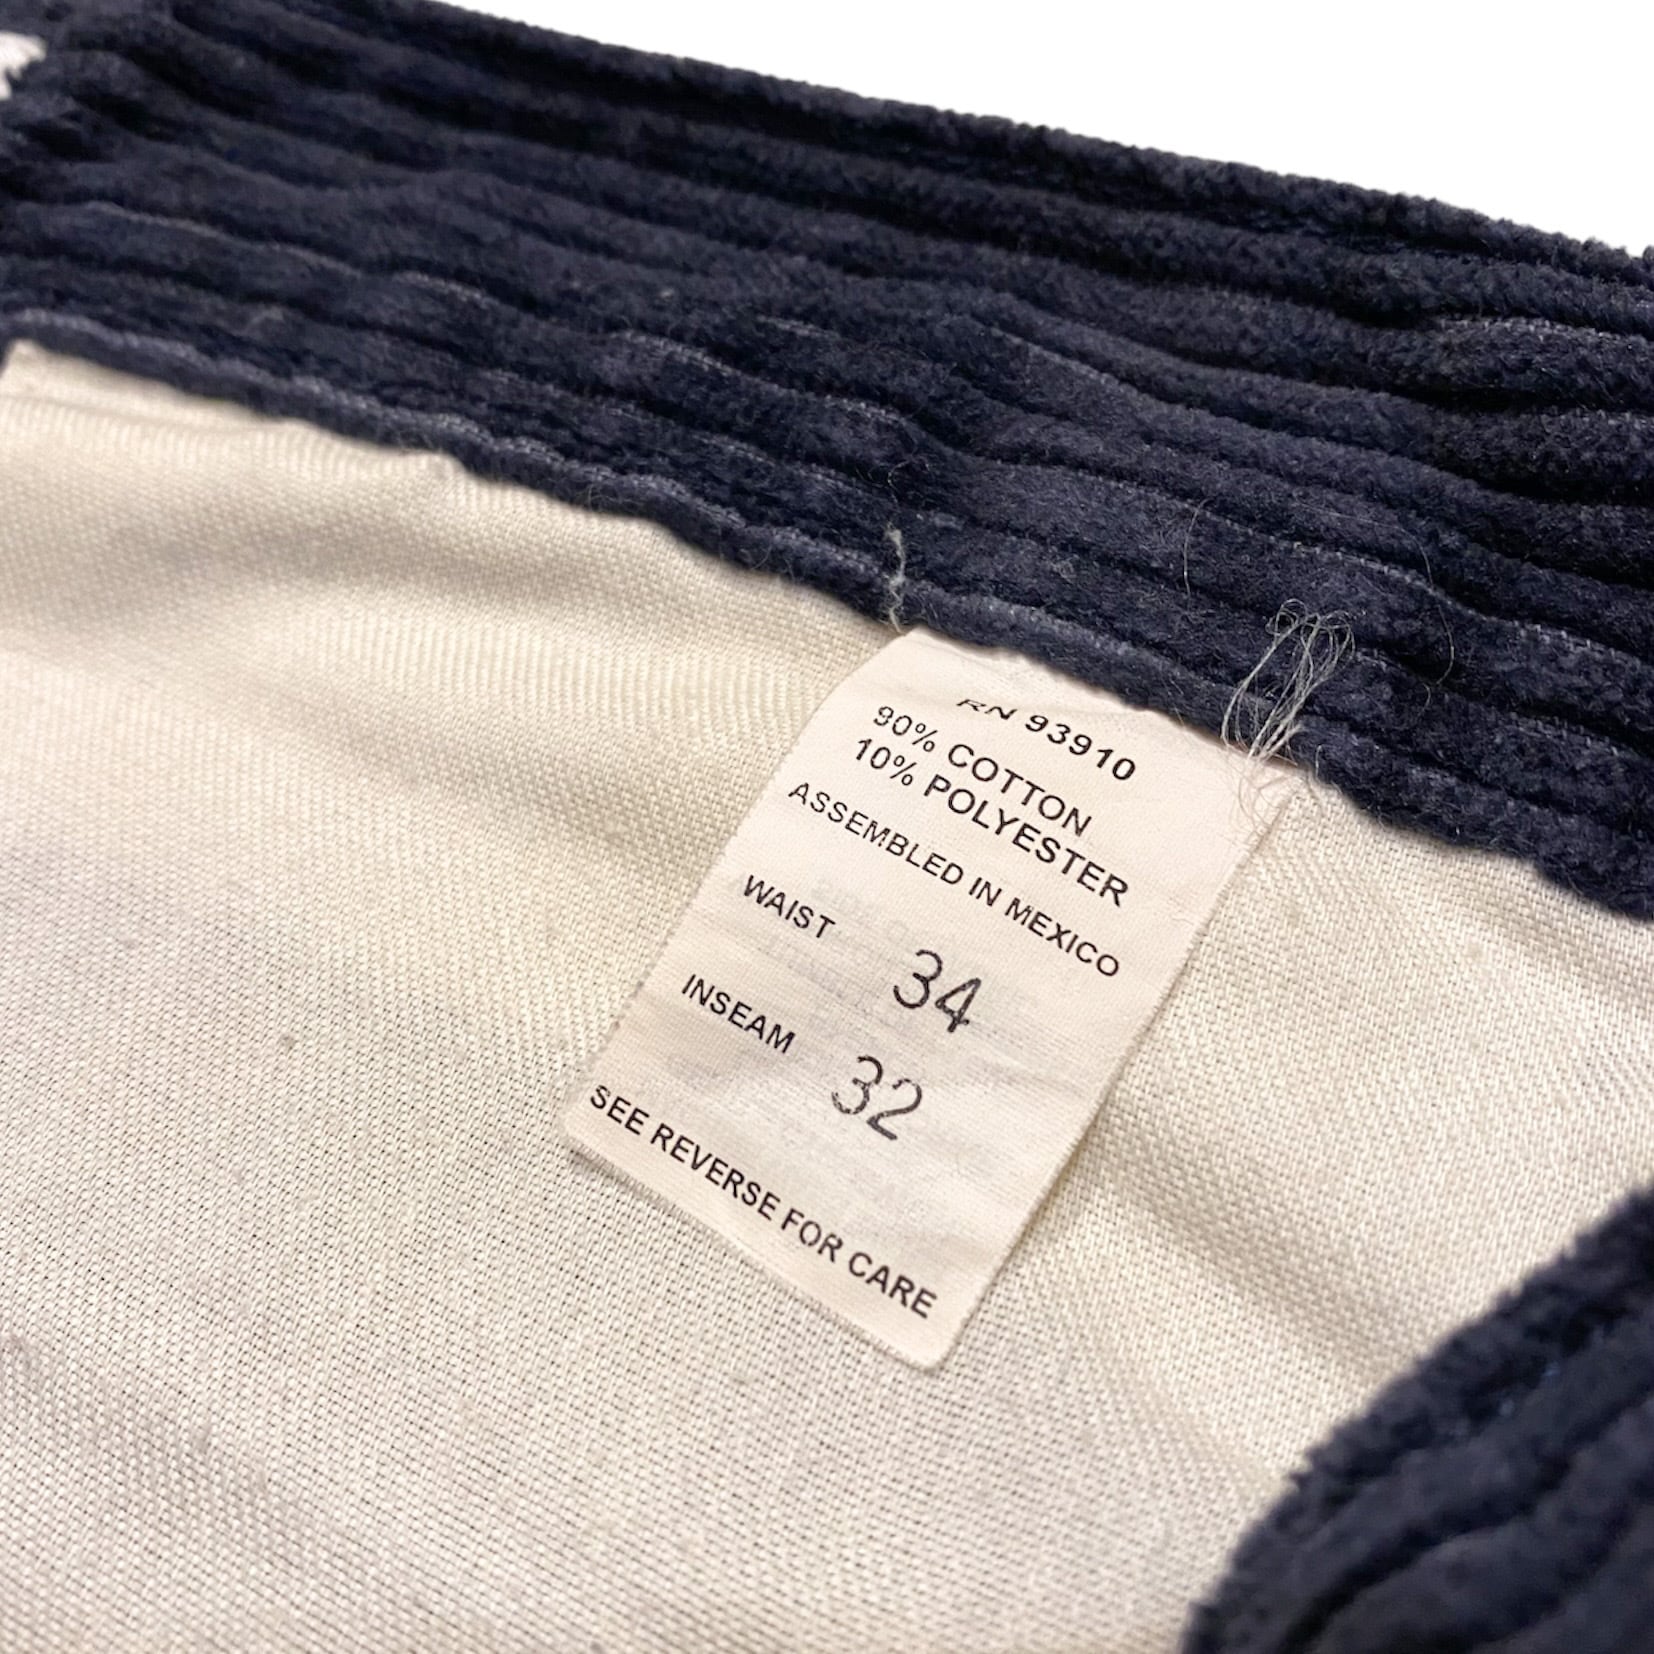 RN 93910
90% COTTON
10% POLYESTER
ASSEMBLED IN MEXICO
WAIST 34
INSEAM 32
SEE REVERSE FOR CARE